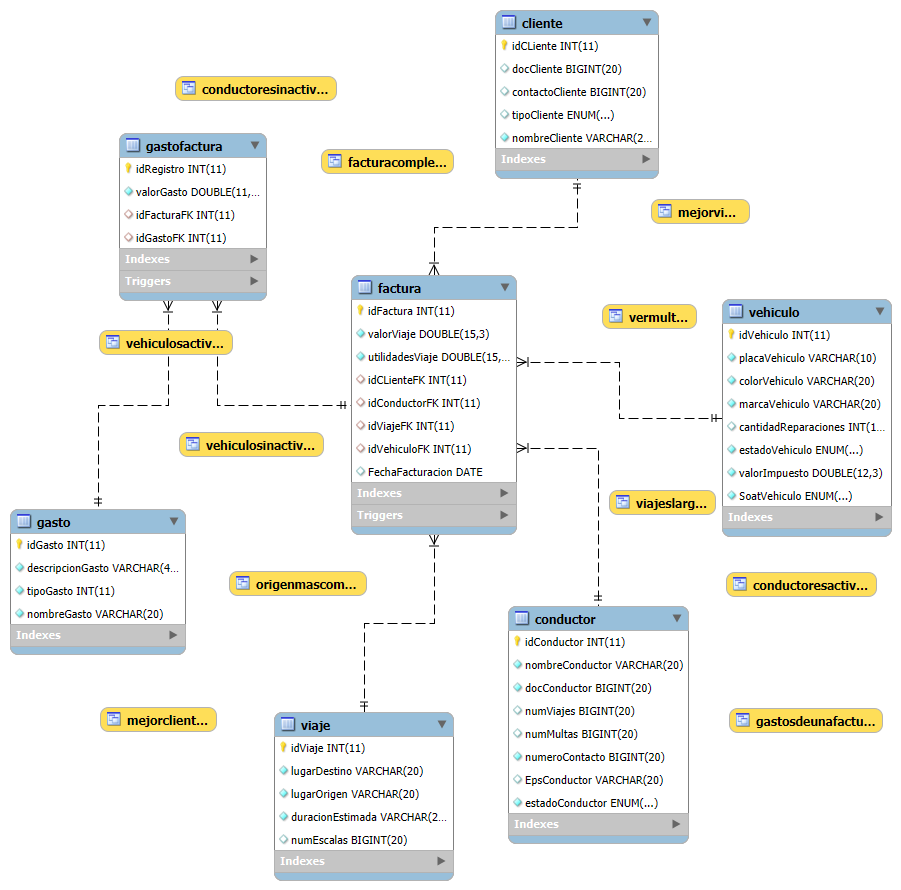 cliente
idCLiente INT(11)
docCliente BIGINT(20)
contactoCliente BIGINT(20)
tipoCliente ENUM(...)
nombreCliente VARCHAR(2...
Indexes
conductoresinactiv...
gastofactura
idRegistro INT(11)
valorGasto DOUBLE(11,...
idFacturaFK INT(11)
idGastoFK INT(11)
Indexes
Triggers
facturacomple...
mejorvi...
factura
idFactura INT(11)
valorViaje DOUBLE(15,3)
utilidadesViaje DOUBLE(15,...
idCLienteFK INT(11)
idConductorFK INT(11)
idViajeFK INT(11)
idVehiculoFK INT(11)
FechaFacturacion DATE
Indexes
Triggers
vermult...
vehiculo
idVehiculo INT(11)
placaVehiculo VARCHAR(10)
colorVehiculo VARCHAR(20)
marcaVehiculo VARCHAR(20)
cantidadReparaciones INT(1...
estadoVehiculo ENUM(...)
valorImpuesto DOUBLE(12,3)
SoatVehiculo ENUM(...)
Indexes
vehiculosactiv...
vehiculosinactiv...
viajeslarg...
gasto
idGasto INT(11)
descripcionGasto VARCHAR(4...
tipoGasto INT(11)
nombreGasto VARCHAR(20)
Indexes
origenmascom...
conductoresactiv...
conductor
idConductor INT(11)
nombreConductor VARCHAR(20)
docConductor BIGINT(20)
numViajes BIGINT(20)
numMultas BIGINT(20)
numeroContacto BIGINT(20)
EpsConductor VARCHAR(20)
estadoConductor ENUM(...)
Indexes
mejorclient...
viaje
idViaje INT(11)
lugarDestino VARCHAR(20)
lugarOrigen VARCHAR(20)
duracionEstimada VARCHAR(2...
numEscalas BIGINT(20)
Indexes
gastosdeunafactu...